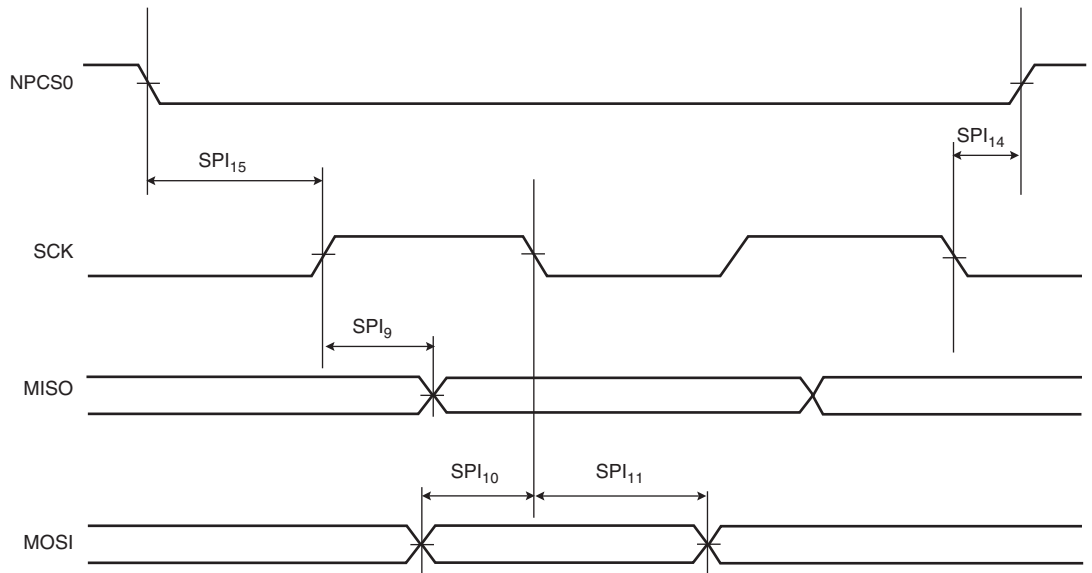 NPCS0
SPI₁₄
SPI₁₅
SCK
SPI₉
MISO
SPI₁₀
SPI₁₁
MOSI